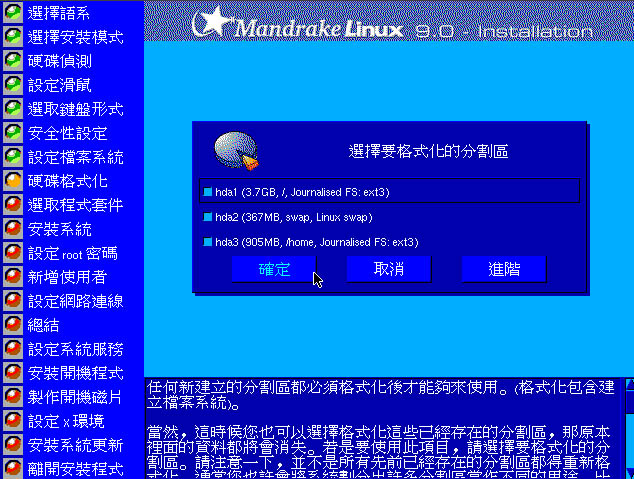 MandrakeLinux 9.0 - Installation
選擇語系
選擇安裝模式
硬碟偵測
設定滑鼠
選取鍵盤形式
安全性設定
設定檔案系統
硬碟格式化
選取程式套件
安裝系統
設定 root 密碼
新增使用者
設定網路連線
總結
設定系統服務
安裝開機程式
製作開機磁片
設定 X 環境
安裝系統更新
離開安裝程式
選擇要格式化的分割區
hda1 (3.7GB, /, Journalised FS: ext3)
hda2 (367MB, swap, Linux swap)
hda3 (905MB, /home, Journalised FS: ext3)
確定
取消
進階
任何新建立的分割區都必須格式化後才能夠來使用。(格式化包含建
立檔案系統)。
當然，這時候您也可以選擇格式化這些已經存在的分割區，那原本
裡面的資料都將會消失。若是要使用此項目，請選擇要格式化的分
割區。請注意一下，並不是所有先前已經存在的分割區都得重新格